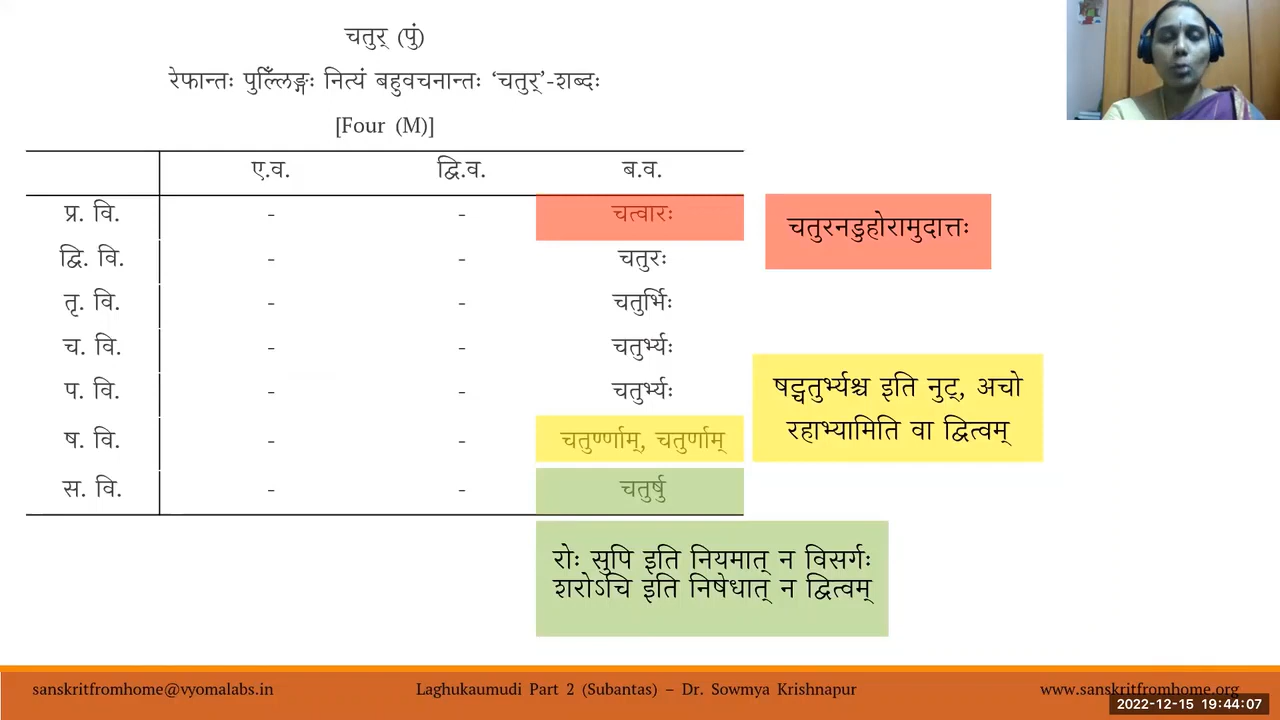 चतुर् (पुं)
रेफान्तः पुल्लिँङ्गः नित्यं बहुवचनान्तः ‘चतुर्’-शब्दः
[Four (M)]
ए.व. द्वि.व. ब.व.
प्र. वि. - - चत्वारः
चतुरनडुहोरामुदात्तः
द्वि. वि. - - चतुरः
तृ. वि. - - चतुर्भिः
च. वि. - - चतुर्भ्यः
प. वि. - - चतुर्भ्यः
षट्चतुर्भ्यश्च इति नुट्, अचो
रहाभ्यामिति वा द्वित्वम्
ष. वि. - - चतुर्ण्णाम्, चतुर्णाम्
स. वि. - - चतुर्षु
रोः सुपि इति नियमात् न विसर्गः
शरोऽचि इति निषेधात् न द्वित्वम्
sanskritfromhome@vyomalabs.in Laghukaumudi Part 2 (Subantas) – Dr. Sowmya Krishnapur www.sanskritfromhome.org
2022-12-15 19:44:07